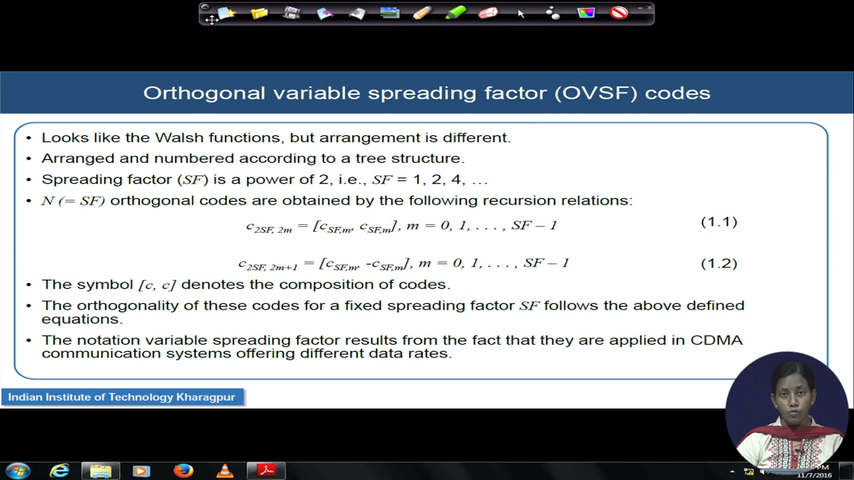 Orthogonal variable spreading factor (OVSF) codes
• Looks like the Walsh functions, but arrangement is different.
• Arranged and numbered according to a tree structure.
• Spreading factor (SF) is a power of 2, i.e., SF = 1, 2, 4, …
• N (= SF) orthogonal codes are obtained by the following recursion relations:
c2SF, 2m = [cSF,m, cSF,m], m = 0, 1, . . . , SF – 1 (1.1)
c2SF, 2m+1 = [cSF,m, -cSF,m], m = 0, 1, . . . , SF – 1 (1.2)
• The symbol [c, c] denotes the composition of codes.
• The orthogonality of these codes for a fixed spreading factor SF follows the above defined
equations.
• The notation variable spreading factor results from the fact that they are applied in CDMA
communication systems offering different data rates.
Indian Institute of Technology Kharagpur
PM
11/7/2016